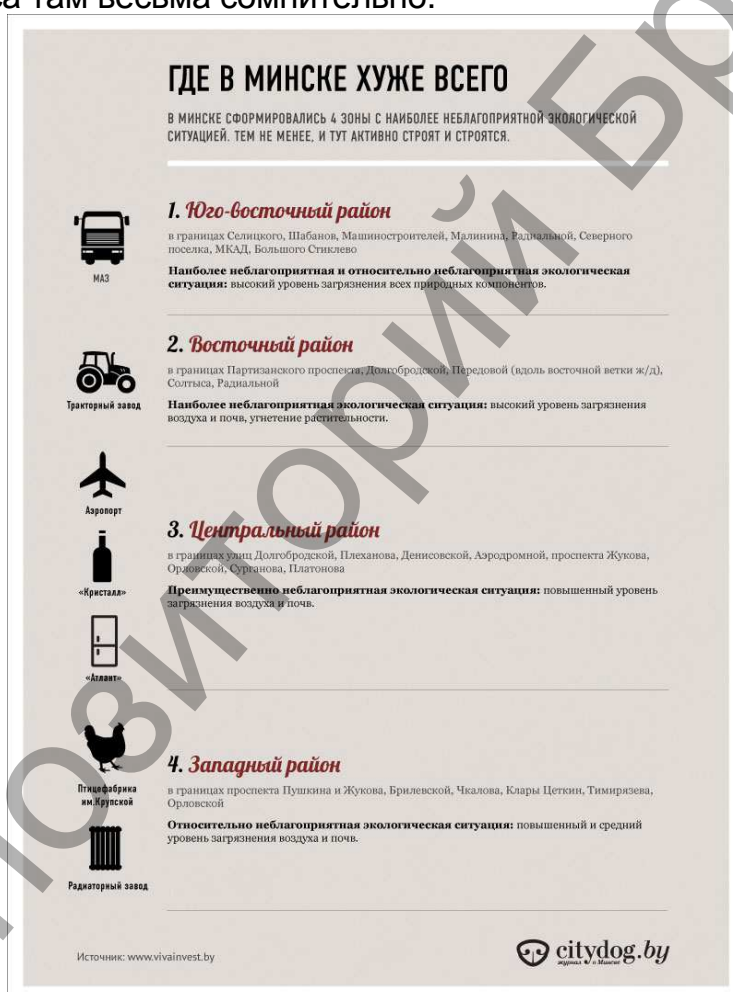 са там весьма сомнительно.
ГДЕ В МИНСКЕ ХУЖЕ ВСЕГО
В МИНСКЕ СФОРМИРОВАЛИСЬ 4 ЗОНЫ С НАИБОЛЕЕ НЕБЛАГОПРИЯТНОЙ ЭКОЛОГИЧЕСКОЙ
СИТУАЦИЕЙ. ТЕМ НЕ МЕНЕЕ, И ТУТ АКТИВНО СТРОЯТ И СТРОЯТСЯ.
МАЗ
1. Юго-восточный район
в границах Селицкого, Шабанов, Машиностроителей, Малинина, Радиальной, Северного
поселка, МКАД, Большого Стиклево
Наиболее неблагоприятная и относительно неблагоприятная экологическая
ситуация: высокий уровень загрязнения всех природных компонентов.
Тракторный завод
2. Восточный район
в границах Партизанского проспекта, Долгобродской, Передовой (вдоль восточной ветки ж/д),
Солтыса, Радиальной
Наиболее неблагоприятная экологическая ситуация: высокий уровень загрязнения
воздуха и почв, угнетение растительности.
Аэропорт
«Кристалл»
«Атлант»
3. Центральный район
в границах улиц Долгобродской, Плеханова, Денисовской, Аэродромной, проспекта Жукова,
Орловской, Сурганова, Платонова
Преимущественно неблагоприятная экологическая ситуация: повышенный уровень
загрязнения воздуха и почв.
Птицефабрика
им.Крупской
Радиаторный завод
4. Западный район
в границах проспекта Пушкина и Жукова, Брилевской, Чкалова, Клары Цеткин, Тимирязева,
Орловской
Относительно неблагоприятная экологическая ситуация: повышенный и средний
уровень загрязнения воздуха и почв.
Источник: www.vivainvest.by
citydog.by
журнал о Минске
позиторий Бр